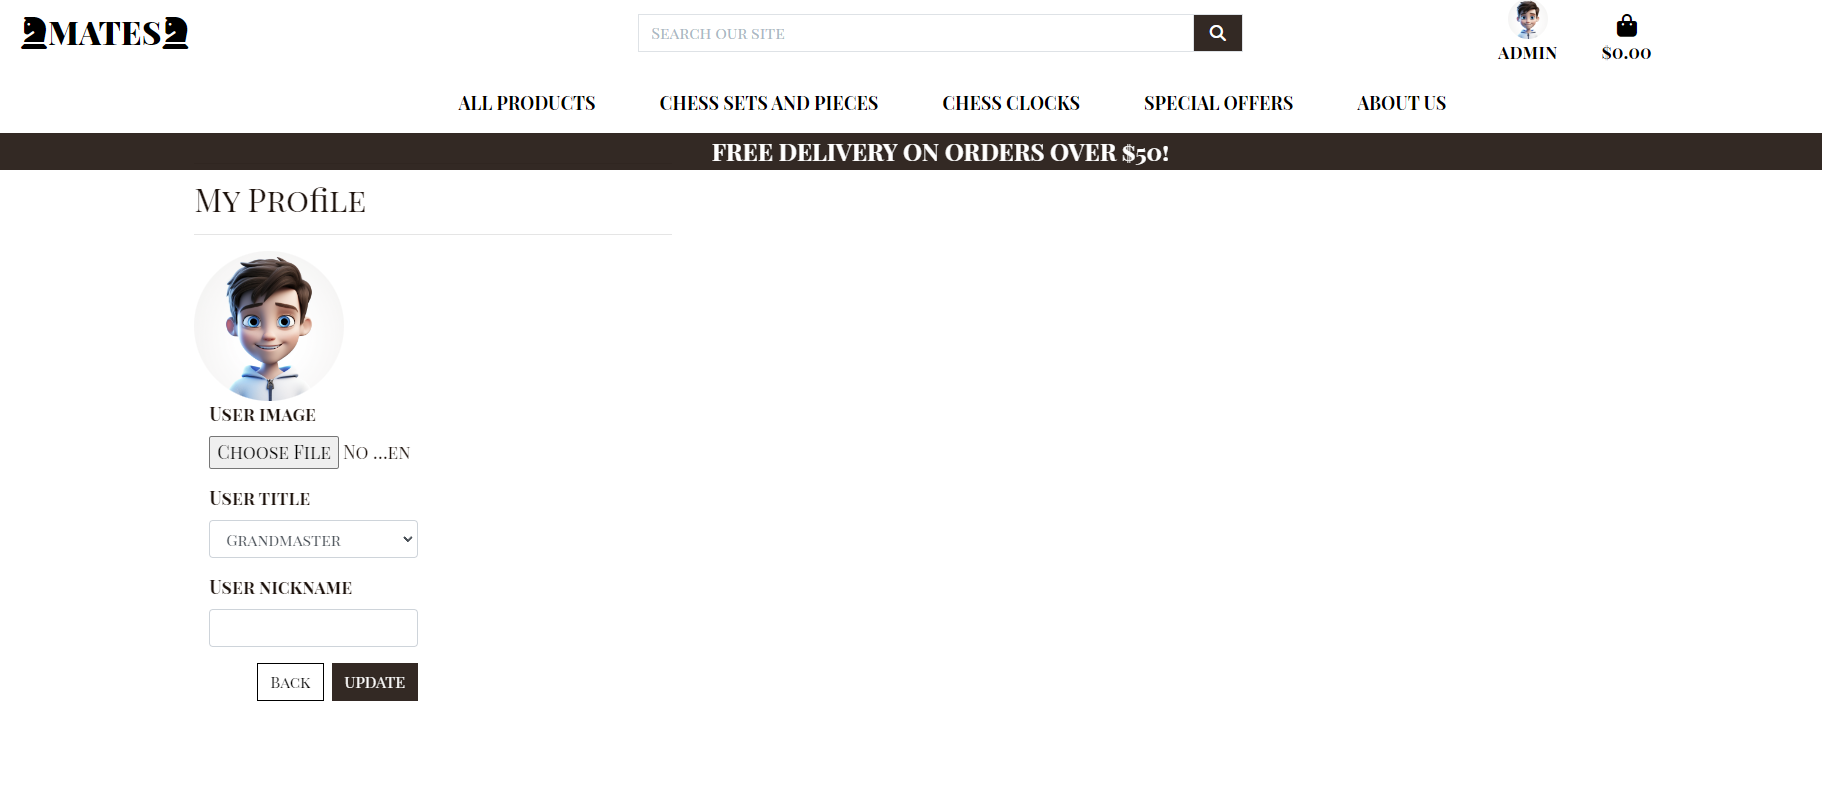 MATES
Search our site
ADMIN
$0.00
ALL PRODUCTS
CHESS SETS AND PIECES
CHESS CLOCKS
SPECIAL OFFERS
ABOUT US
FREE DELIVERY ON ORDERS OVER $50!
My Profile
User image
Choose File No ...en
User title
Grandmaster
User nickname
Back
UPDATE